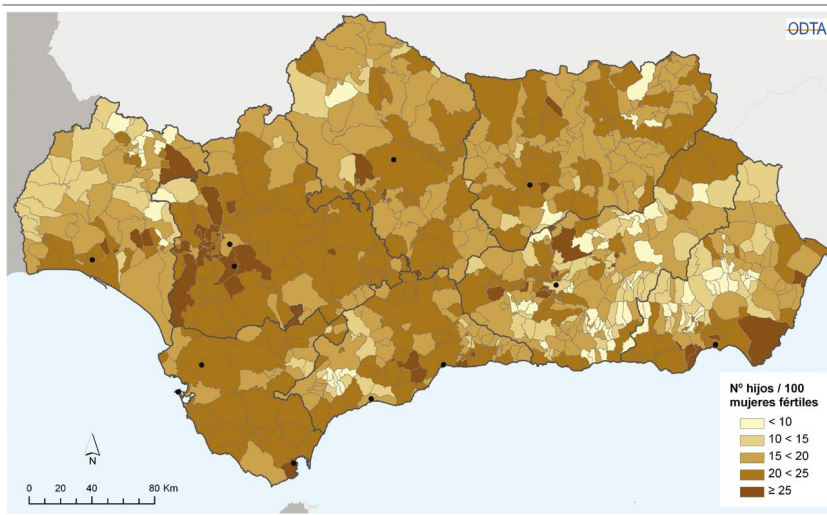 ODTA
Nº hijos / 100
mujeres fértiles
< 10
10 < 15
15 < 20
20 < 25
≥ 25
N
0 20 40 80 Km